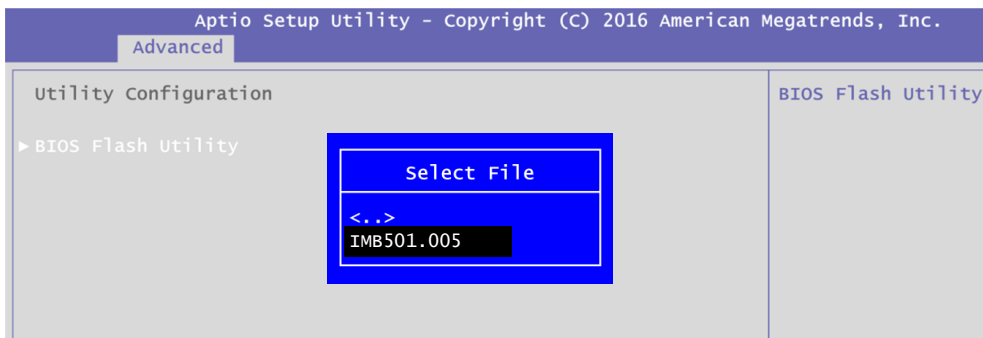 Aptio Setup Utility - Copyright (C) 2016 American Megatrends, Inc.
Advanced
Utility Configuration
BIOS Flash Utility
►BIOS Flash Utility
Select File
<..>
IMB501.005